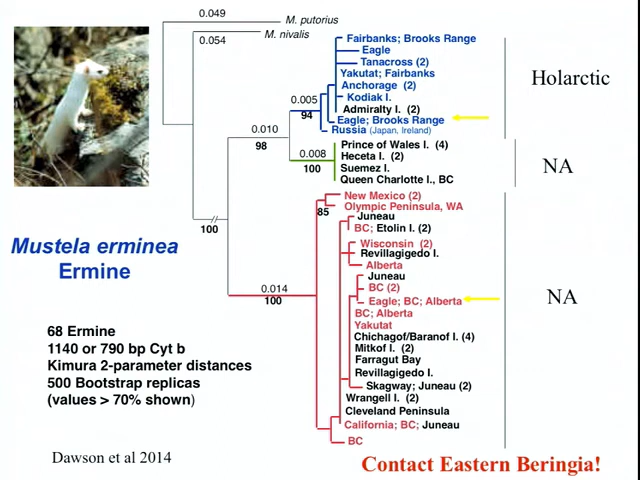 0.049
M. putorius
0.054
M. nivalis
Fairbanks; Brooks Range
Eagle
Tanacross (2)
Yakutat; Fairbanks
Anchorage (2)
Kodiak I.
Admiralty I. (2)
Eagle; Brooks Range
Russia (Japan, Ireland)
Holarctic
0.005
94
0.010
98
0.008
100
Prince of Wales I. (4)
Heceta I. (2)
Suemez I.
Queen Charlotte I., BC
NA
100
Mustela erminea
Ermine
0.014
100
85
New Mexico (2)
Olympic Peninsula, WA
Juneau
BC; Etolin I. (2)
Wisconsin (2)
Revillagigedo I.
Alberta
Juneau
BC (2)
Eagle; BC; Alberta
BC; Alberta
Yakutat
Chichagof/Baranof I. (4)
Mitkof I. (2)
Farragut Bay
Revillagigedo I.
Skagway; Juneau (2)
Wrangell I. (2)
Cleveland Peninsula
California; BC; Juneau
BC
NA
68 Ermine
1140 or 790 bp Cyt b
Kimura 2-parameter distances
500 Bootstrap replicas
(values > 70% shown)
Dawson et al 2014
Contact Eastern Beringia!